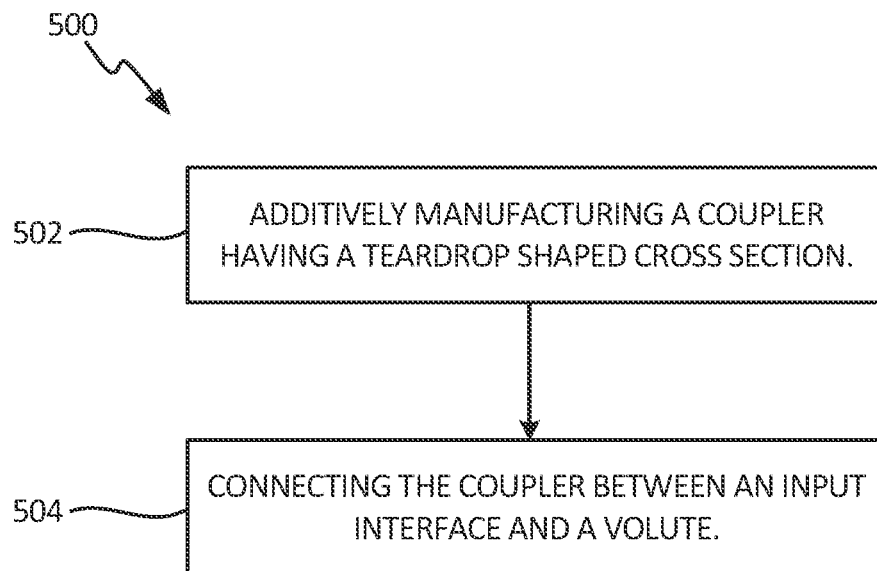 500
502
ADDITIVELY MANUFACTURING A COUPLER
HAVING A TEARDROP SHAPED CROSS SECTION.
504
CONNECTING THE COUPLER BETWEEN AN INPUT
INTERFACE AND A VOLUTE.